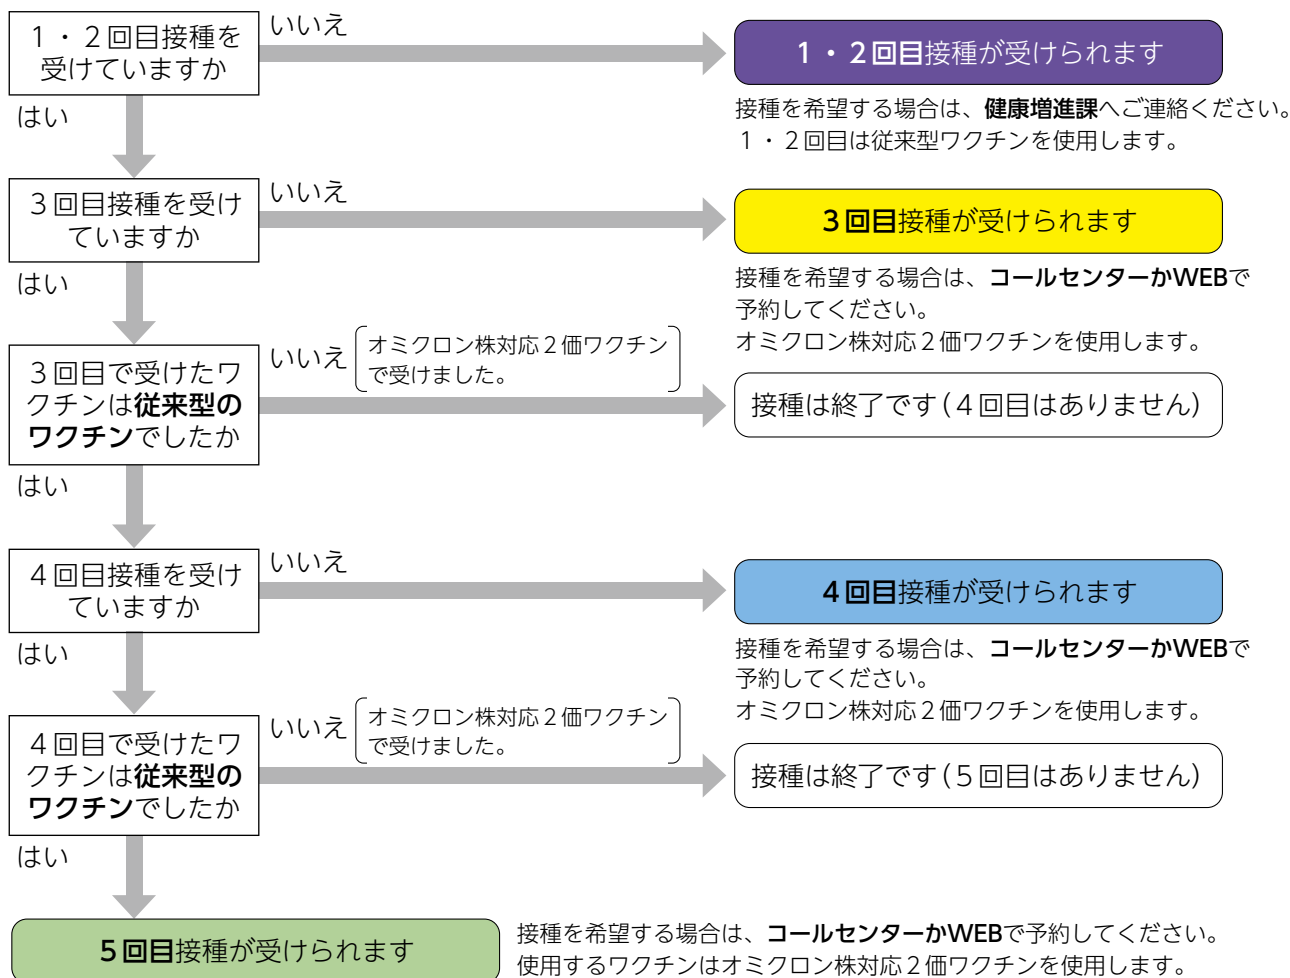 １・２回目接種を
受けていますか
いいえ
１・２回目接種が受けられます
接種を希望する場合は、健康増進課へご連絡ください。
１・２回目は従来型ワクチンを使用します。
はい
３回目接種を受け
ていますか
いいえ
３回目接種が受けられます
接種を希望する場合は、コールセンターかWEBで
予約してください。
オミクロン株対応２価ワクチンを使用します。
はい
３回目で受けたワ
クチンは従来型の
ワクチンでしたか
いいえ
オミクロン株対応２価ワクチン
で受けました。
接種は終了です（４回目はありません）
はい
４回目接種を受け
ていますか
いいえ
４回目接種が受けられます
接種を希望する場合は、コールセンターかWEBで
予約してください。
オミクロン株対応２価ワクチンを使用します。
はい
４回目で受けたワ
クチンは従来型の
ワクチンでしたか
いいえ
オミクロン株対応２価ワクチン
で受けました。
接種は終了です（５回目はありません）
はい
５回目接種が受けられます
接種を希望する場合は、コールセンターかWEBで予約してください。
使用するワクチンはオミクロン株対応２価ワクチンを使用します。